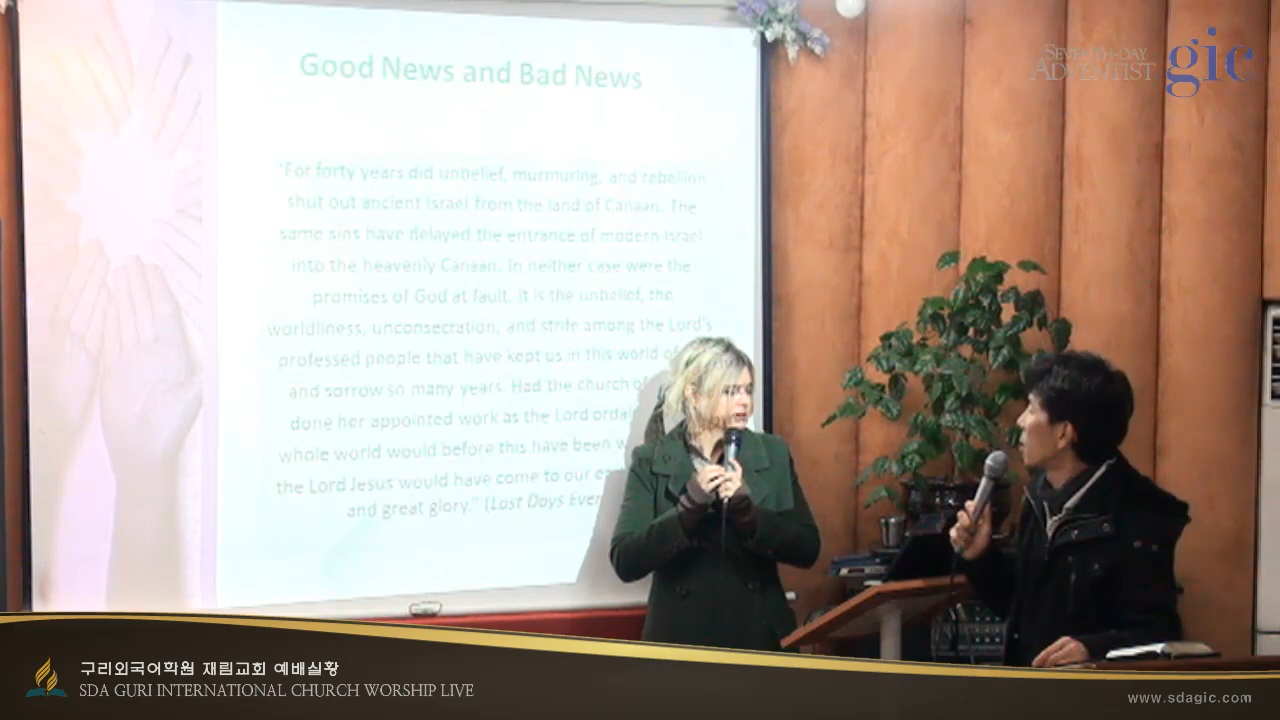 Good News and Bad News
SEVENTH-DAY
ADVENTIST
gic
"For forty years did unbelief, murmuring, and rebellion
shut out ancient Israel from the land of Canaan. The
same sins have delayed the entrance of modern Israel
into the heavenly Canaan. In neither case were the
promises of God at fault. It is the unbelief, the
worldliness, unconsecration, and strife among the Lord's
professed people that have kept us in this world of
and sorrow so many years. Had the church of
done her appointed work as the Lord
whole world would before this have been
the Lord Jesus would have come to our
and great glory." (Last Days
구리외국어학원 재림교회 예배실황
SDA GURI INTERNATIONAL CHURCH WORSHIP LIVE
www.sdagic.com